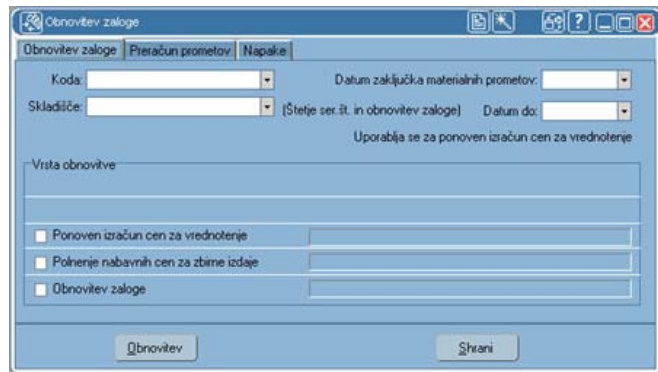 Obnovitev zaloge
Obnovitev zaloge Preračun prometov Napake
Koda: Datum zaključka materialnih prometov:
Skladišče: (Štetje ser.št. in obnovitev zaloge) Datum do:
Uporablja se za ponoven izračun cen za vrednotenje
Vrsta obnovitve
Ponoven izračun cen za vrednotenje
Polnenje nabavnih cen za zbirne izdaje
Obnovitev zaloge
Obnovitev Shrani